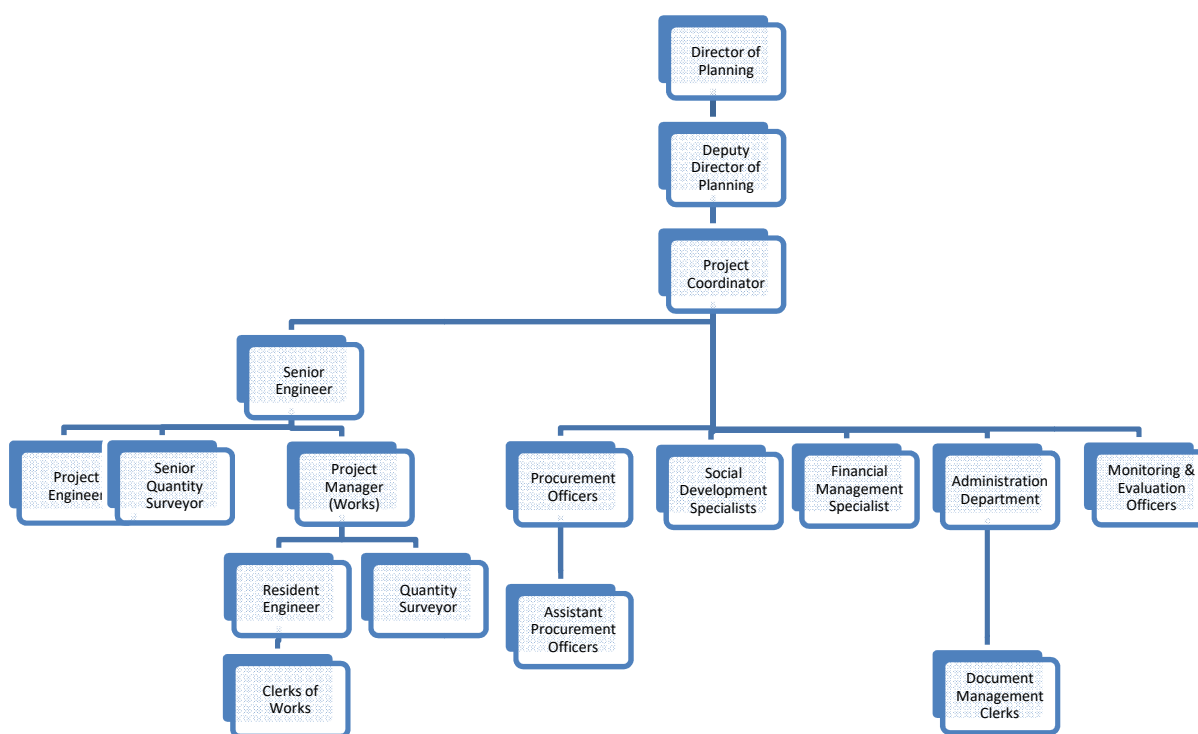 Director of
Planning
Deputy
Director of
Planning
Project
Coordinator
Senior
Engineer
Project
Engineer
Senior
Quantity
Surveyor
Project
Manager
(Works)
Procurement
Officers
Social
Development
Specialists
Financial
Management
Specialist
Administration
Department
Monitoring &
Evaluation
Officers
Resident
Engineer
Quantity
Surveyor
Assistant
Procurement
Officers
Clerks of
Works
Document
Management
Clerks